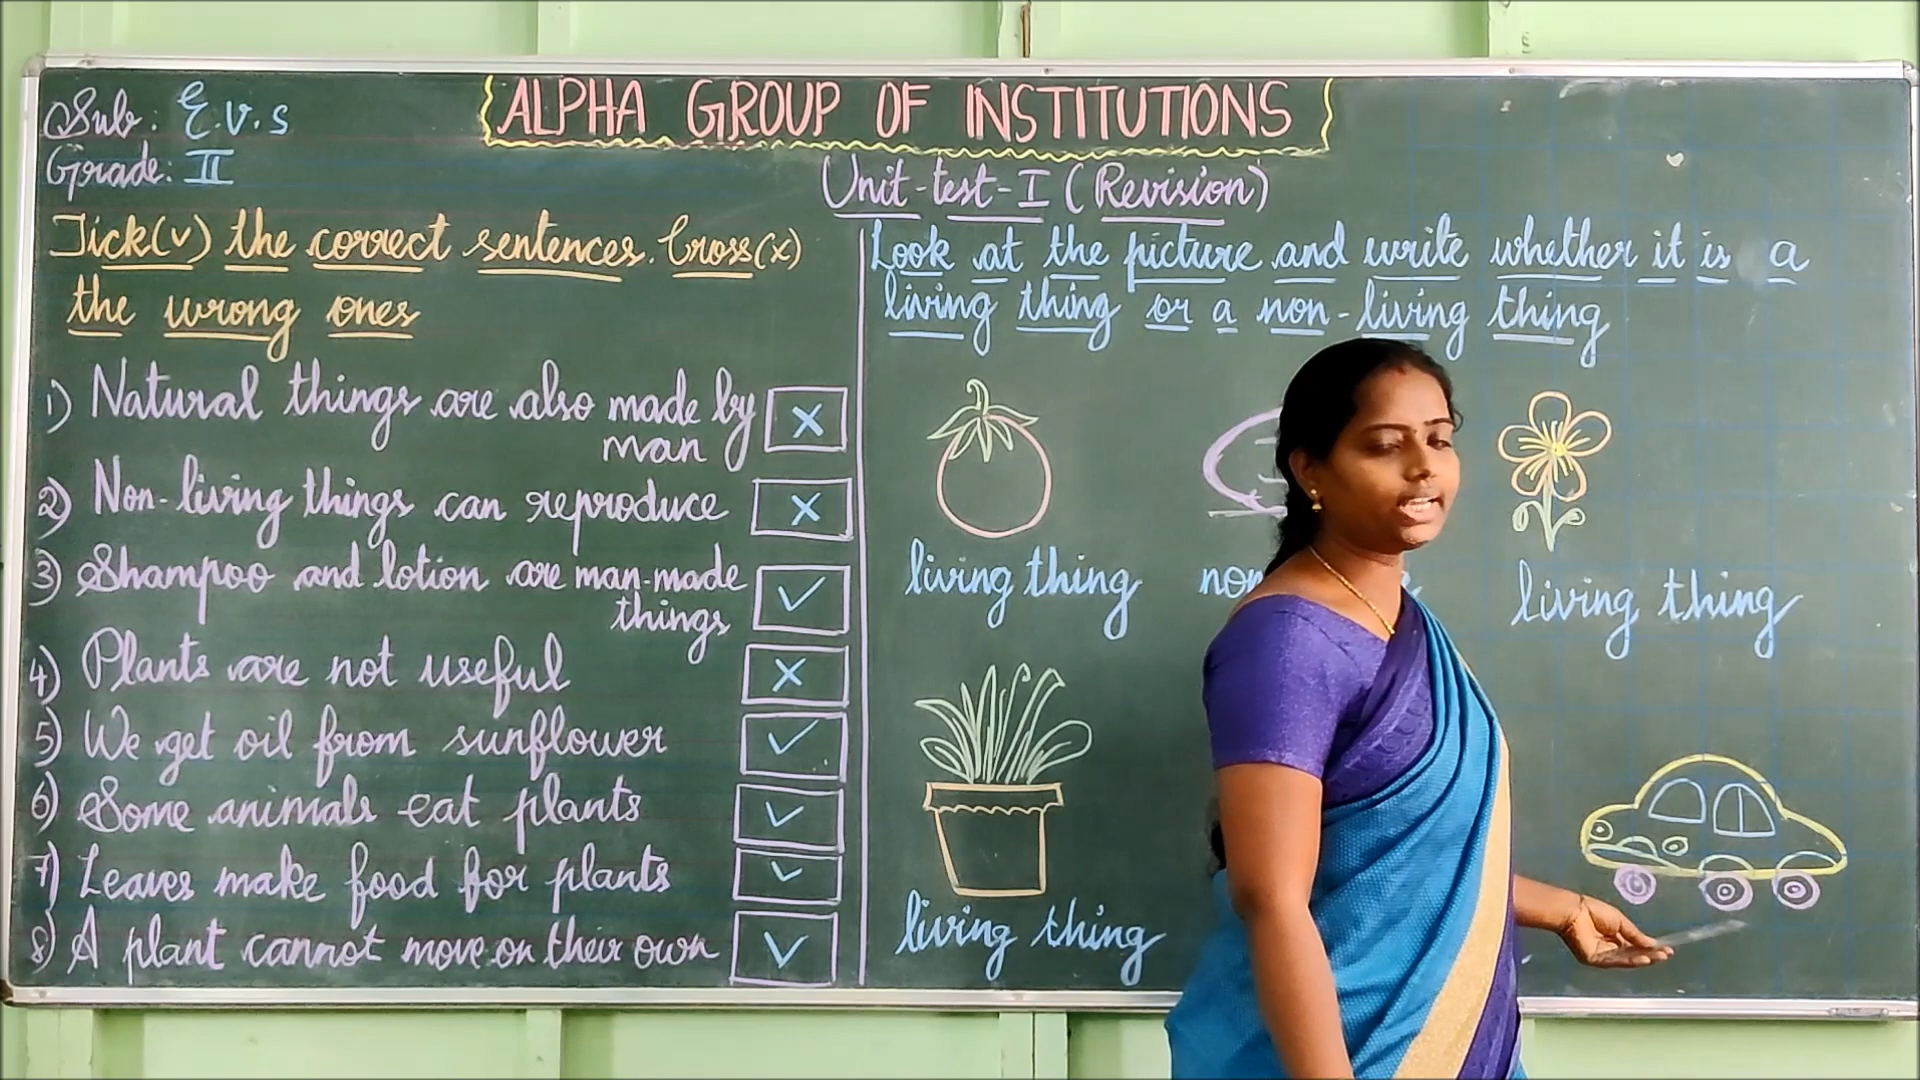 Sub: E.V.S
Grade: II
ALPHA GROUP OF INSTITUTIONS
Unit-test-I (Revision)
Tick(v) the correct sentences. Cross(x)
the wrong ones
1) Natural things are also made by
man X
2) Non-living things can reproduce X
3) Shampoo and lotion are man-made
things ✓
4) Plants are not useful X
5) We get oil from sunflower ✓
6) Some animals eat plants ✓
7) Leaves make food for plants ✓
8) A plant cannot move on their own ✓
Look at the picture and write whether it is a
living thing or a non-living thing
living thing living thing
living thing